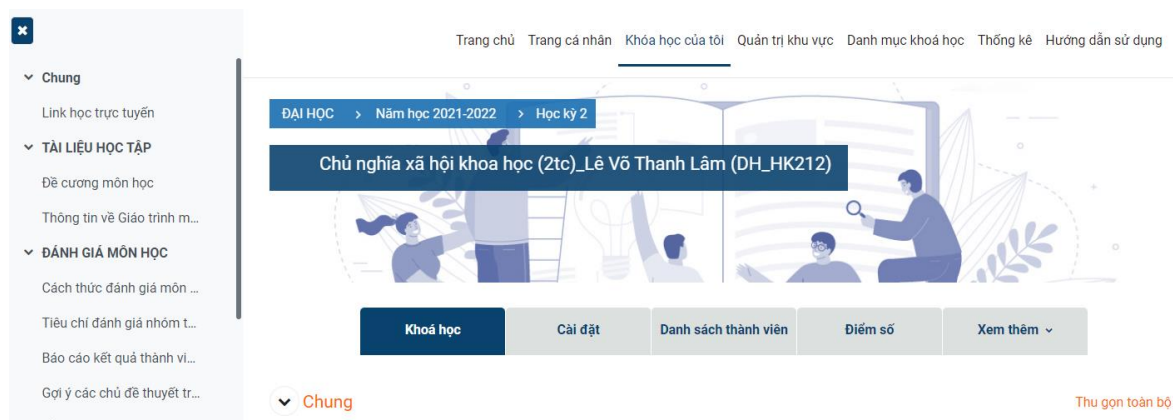 Trang chủ Trang cá nhân Khóa học của tôi Quản trị khu vực Danh mục khoá học Thống kê Hướng dẫn sử dụng
Chung
Link học trực tuyến
TÀI LIỆU HỌC TẬP
Đề cương môn học
Thông tin về Giáo trình m...
ĐÁNH GIÁ MÔN HỌC
Cách thức đánh giá môn ...
Tiêu chí đánh giá nhóm t...
Báo cáo kết quả thành vi...
Gợi ý các chủ đề thuyết tr...
ĐẠI HỌC > Năm học 2021-2022 > Học kỳ 2
Chủ nghĩa xã hội khoa học (2tc)_Lê Võ Thanh Lâm (DH_HK212)
Khoá học Cài đặt Danh sách thành viên Điểm số Xem thêm
Chung Thu gọn toàn bộ